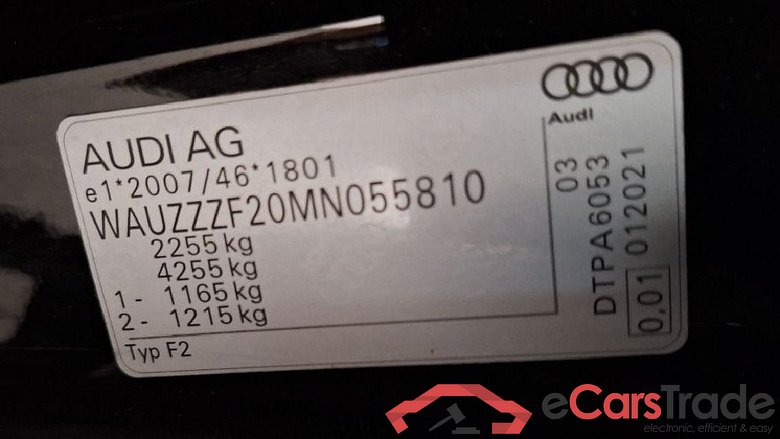 AUDI AG
e1*2007/46*1801
WAUZZZF20MN055810
2255 kg
4255 kg
1 - 1165 kg
2 - 1215 kg
Typ F2
Audi
03
DTPA6053
0,01 012021
eCarsTrade
electronic, efficient & easy